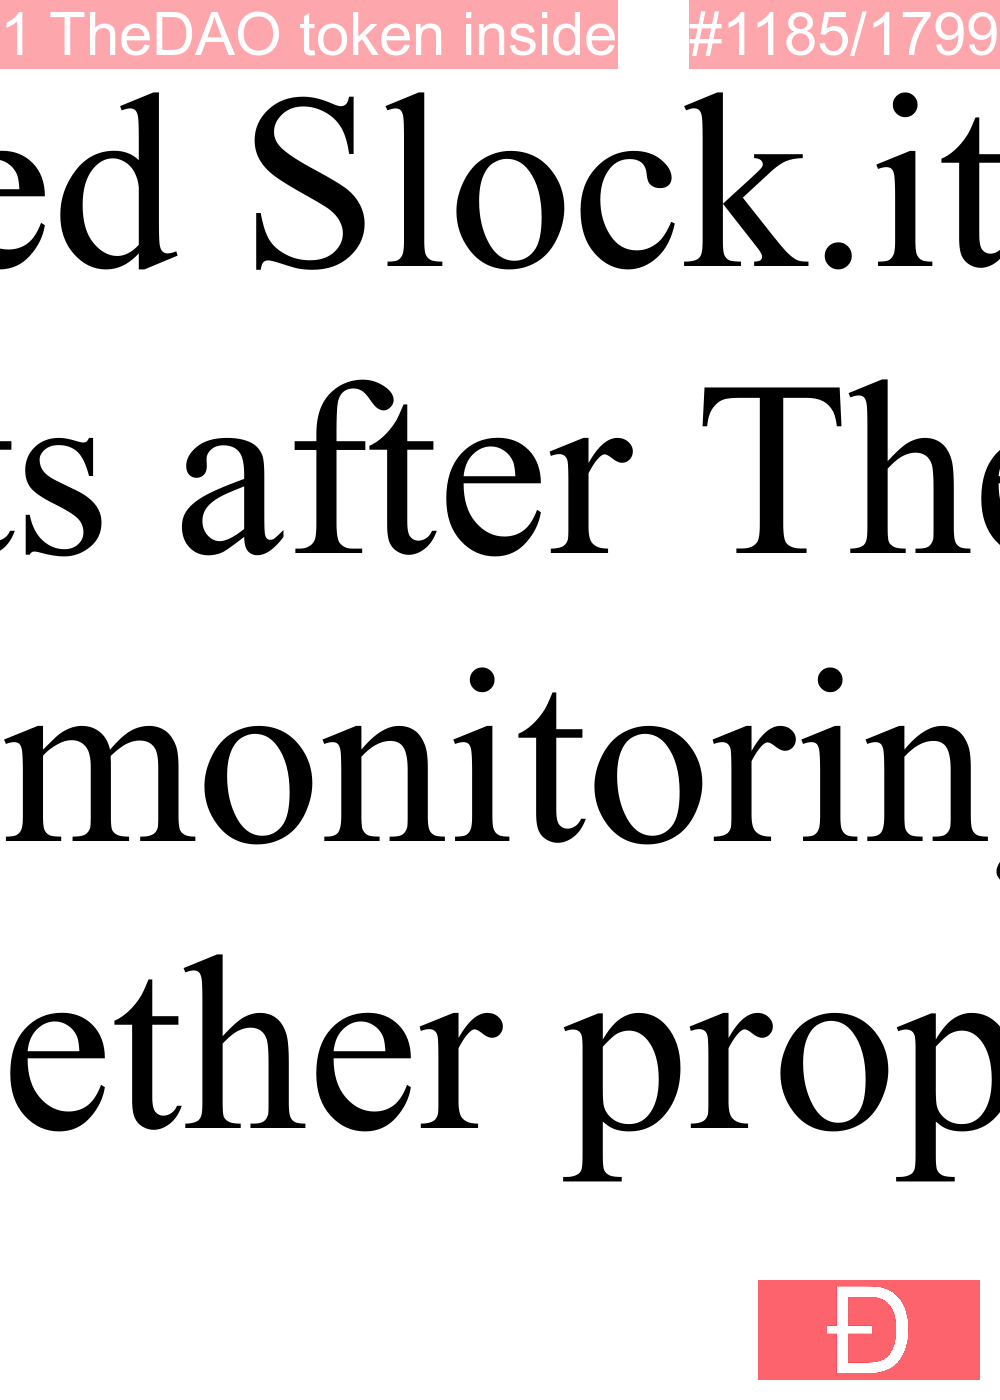 1 TheDAO token inside #1185/1799
ed Slock.it
ts after The
monitorin
ether prop
Đ